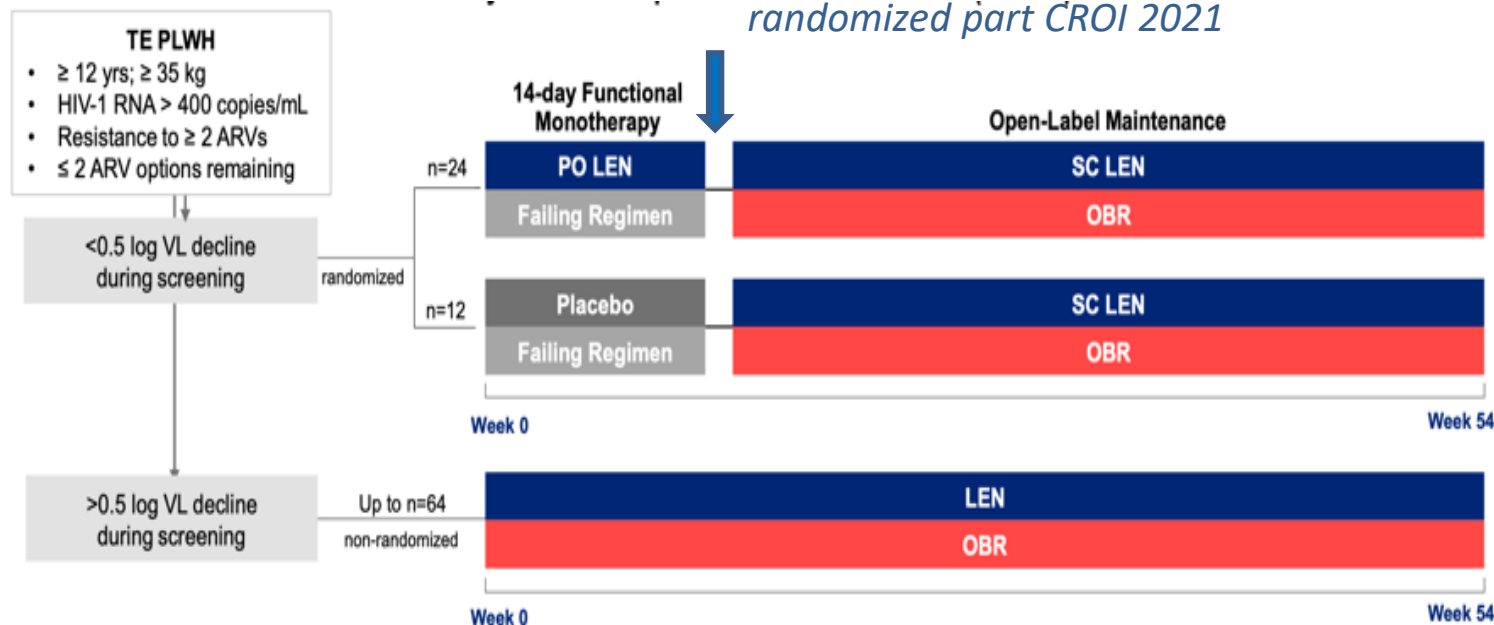 randomized part CROI 2021
TE PLWH
• ≥ 12 yrs; ≥ 35 kg
• HIV-1 RNA > 400 copies/mL
• Resistance to ≥ 2 ARVs
• ≤ 2 ARV options remaining
<0.5 log VL decline
during screening
randomized
n=24
n=12
14-day Functional
Monotherapy
Open-Label Maintenance
PO LEN
SC LEN
Failing Regimen
OBR
Placebo
SC LEN
Failing Regimen
OBR
Week 0
Week 54
>0.5 log VL decline
during screening
Up to n=64
non-randomized
LEN
OBR
Week 0
Week 54